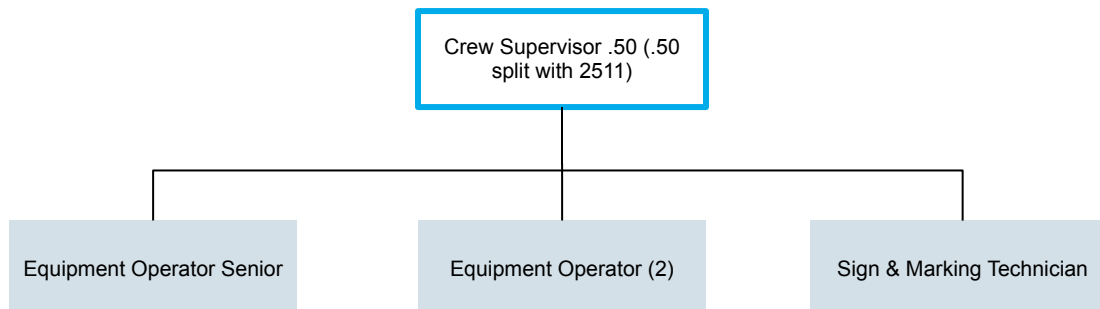 Crew Supervisor .50 (.50
split with 2511)
Equipment Operator Senior
Equipment Operator (2)
Sign & Marking Technician